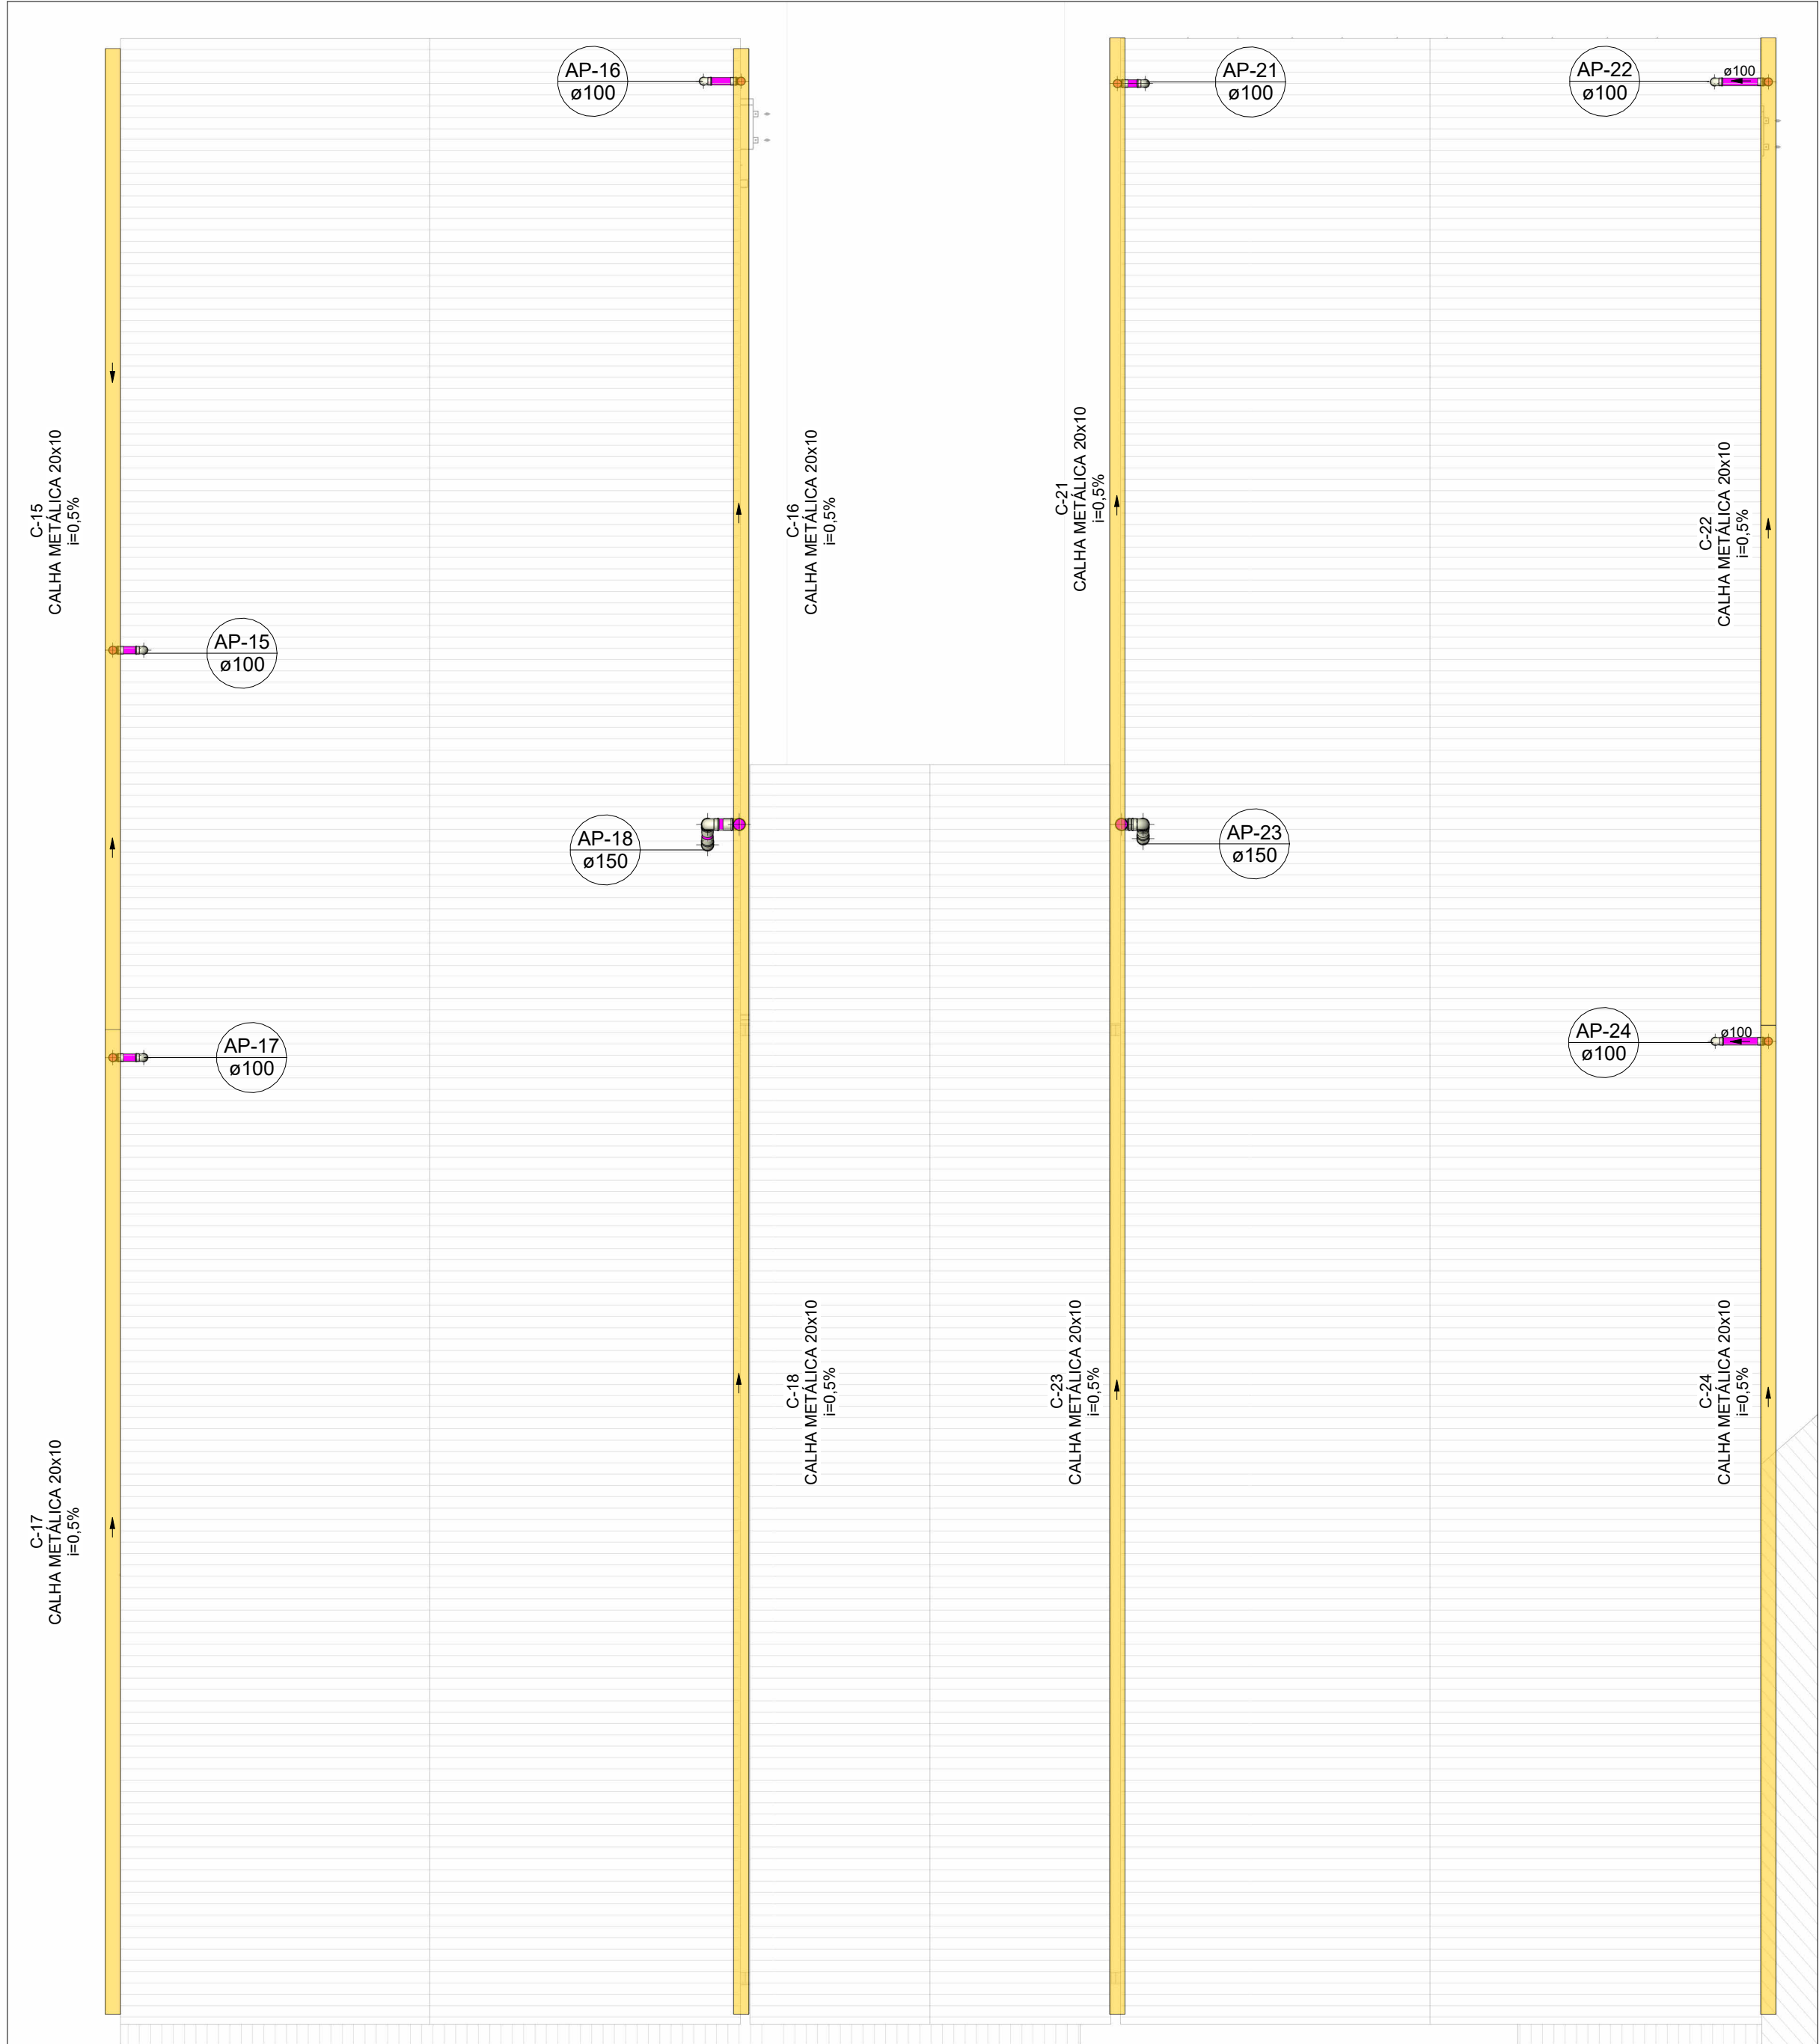 AP-16
ø100
AP-21
ø100
AP-22
ø100
ø100
C-15
CALHA METÁLICA 20x10
i=0,5%
C-16
CALHA METÁLICA 20x10
i=0,5%
C-21
CALHA METÁLICA 20x10
i=0,5%
C-22
CALHA METÁLICA 20x10
i=0,5%
AP-15
ø100
AP-18
ø150
AP-23
ø150
AP-17
ø100
AP-24
ø100
ø100
C-17
CALHA METÁLICA 20x10
i=0,5%
C-18
CALHA METÁLICA 20x10
i=0,5%
C-23
CALHA METÁLICA 20x10
i=0,5%
C-24
CALHA METÁLICA 20x10
i=0,5%